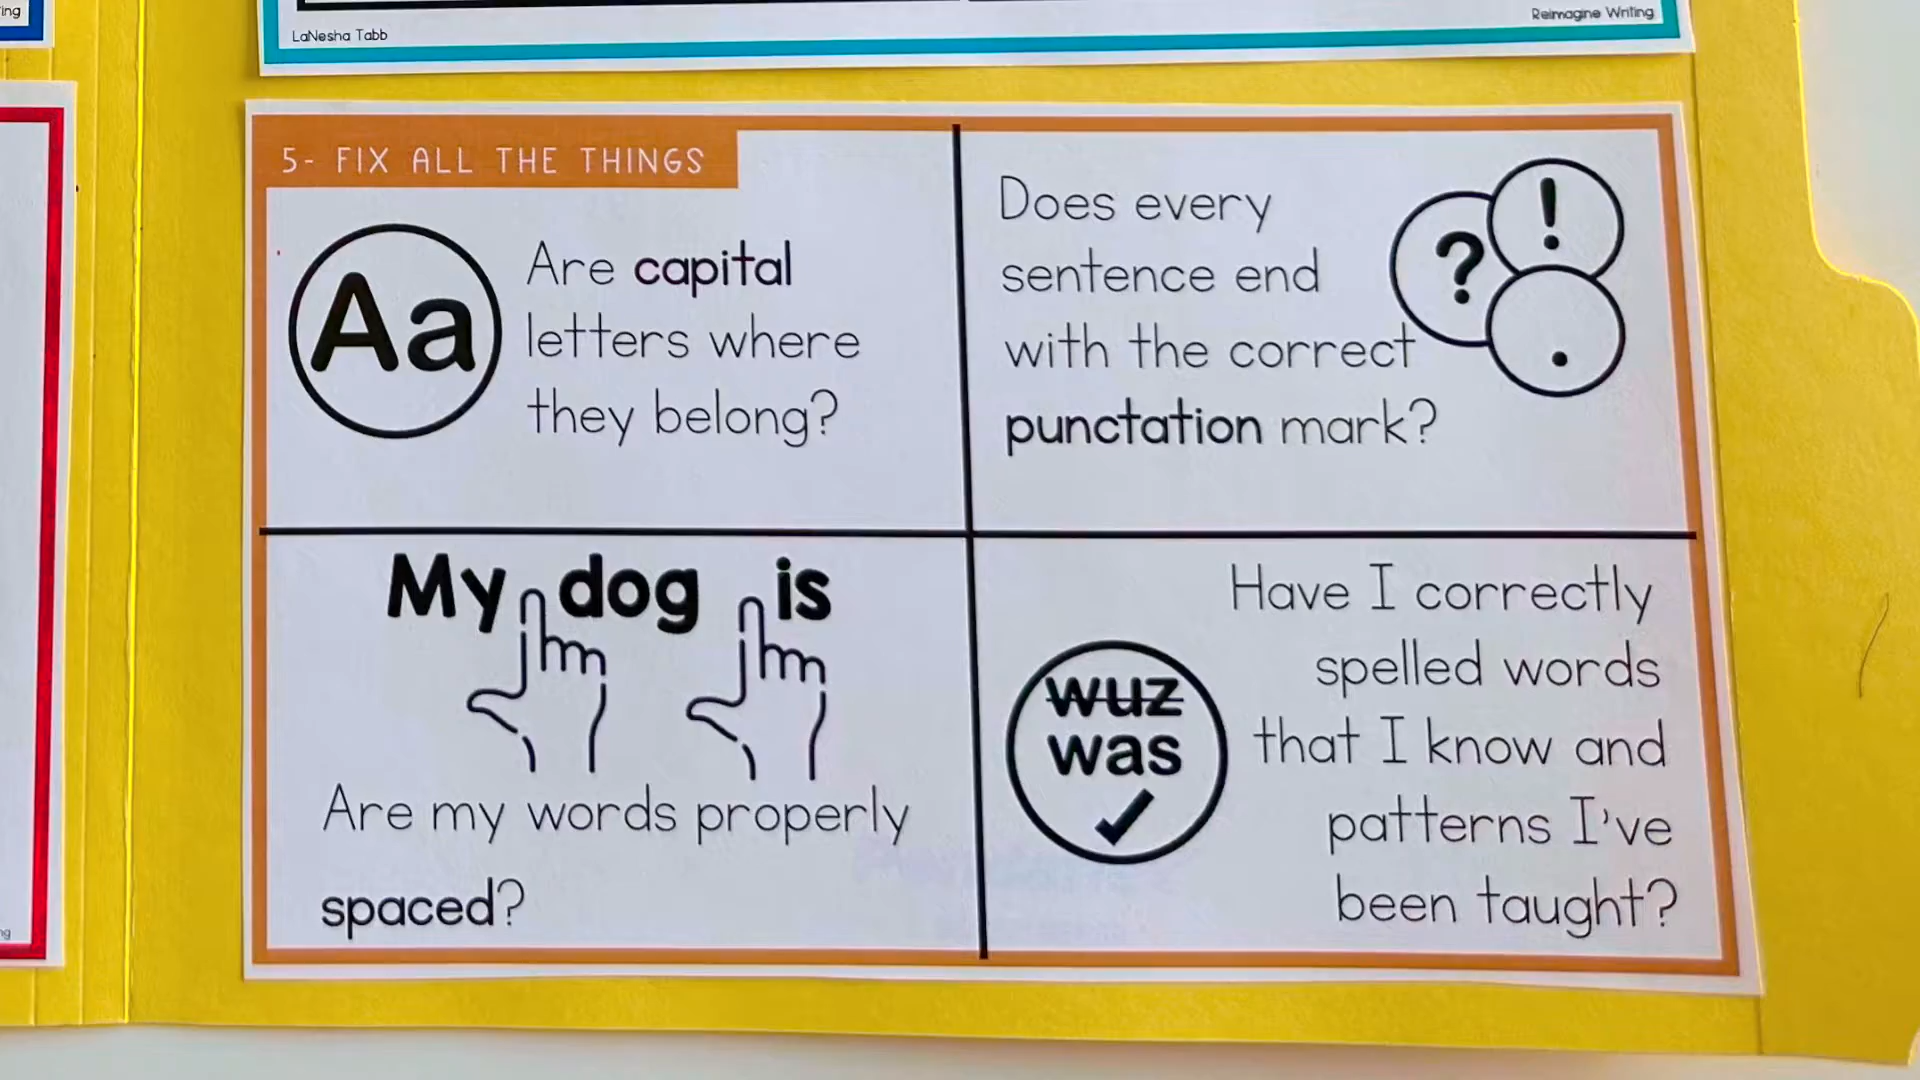 ing
LaNesha Tabb
Reimagine Writing
5- FIX ALL THE THINGS
Aa
Are capital
letters where
they belong?
Does every
sentence end
with the correct
punctation mark?
? ! .
My dog is
Are my words properly
spaced?
wuz
was
Have I correctly
spelled words
that I know and
patterns I've
been taught?
ng